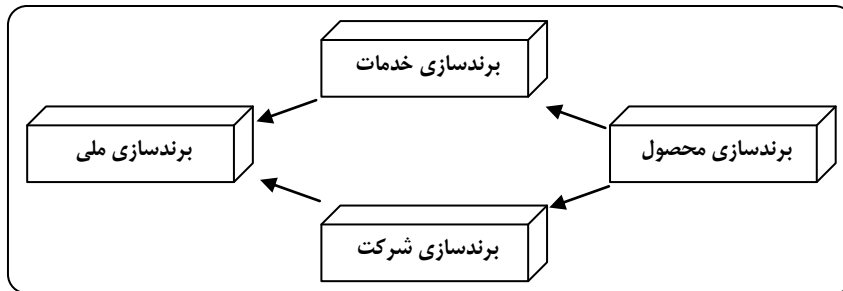 برندسازی خدمات
برندسازی محصول
برندسازی ملی
برندسازی شرکت